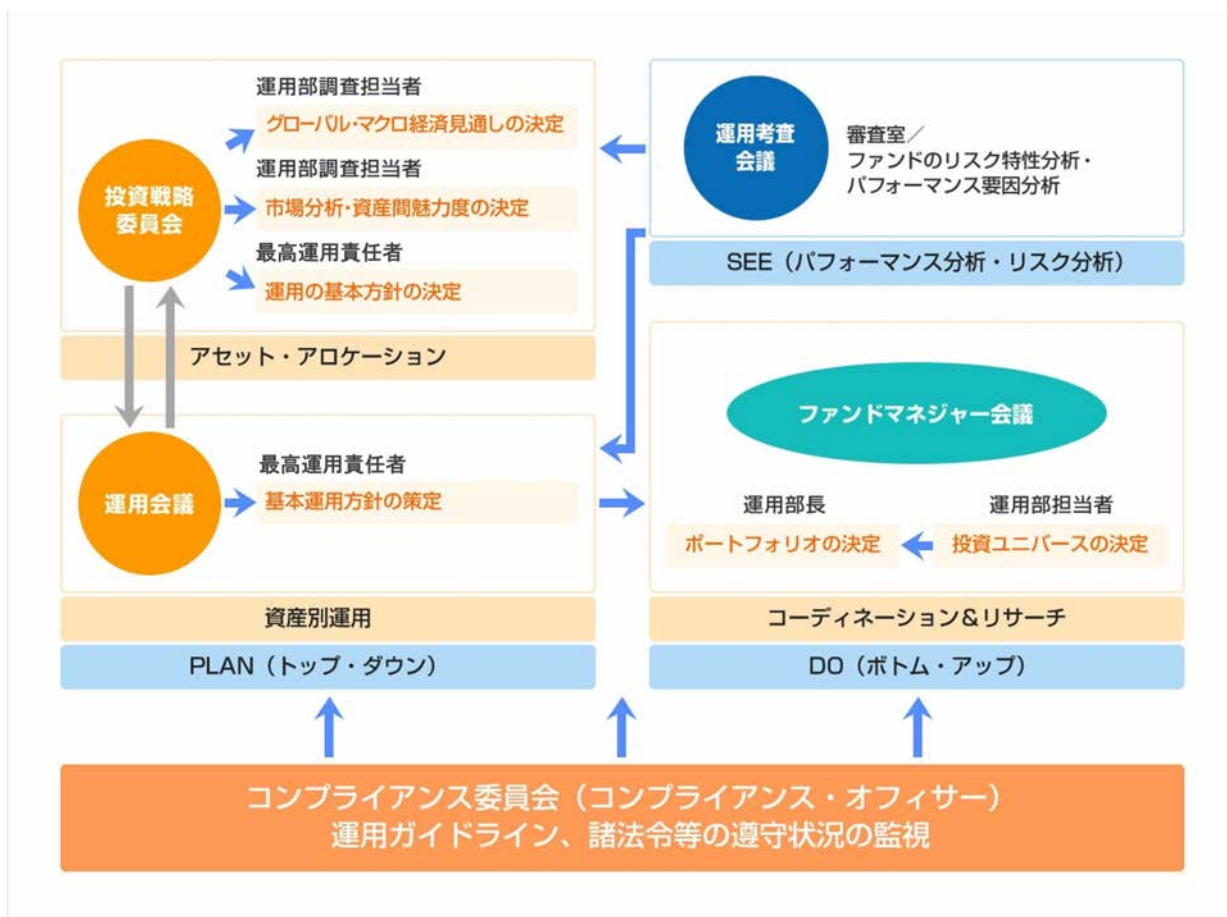 運用部調査担当者
グローバル・マクロ経済見通しの決定
運用部調査担当者
市場分析・資産間魅力度の決定
最高運用責任者
運用の基本方針の決定
投資戦略
委員会
アセット・アロケーション
運用考査
会議
審査室／
ファンドのリスク特性分析・
パフォーマンス要因分析
SEE（パフォーマンス分析・リスク分析）
運用会議
最高運用責任者
基本運用方針の策定
資産別運用
PLAN（トップ・ダウン）
ファンドマネジャー会議
運用部長
ポートフォリオの決定
運用部担当者
投資ユニバースの決定
コーディネーション＆リサーチ
DO（ボトム・アップ）
コンプライアンス委員会（コンプライアンス・オフィサー）
運用ガイドライン、諸法令等の遵守状況の監視